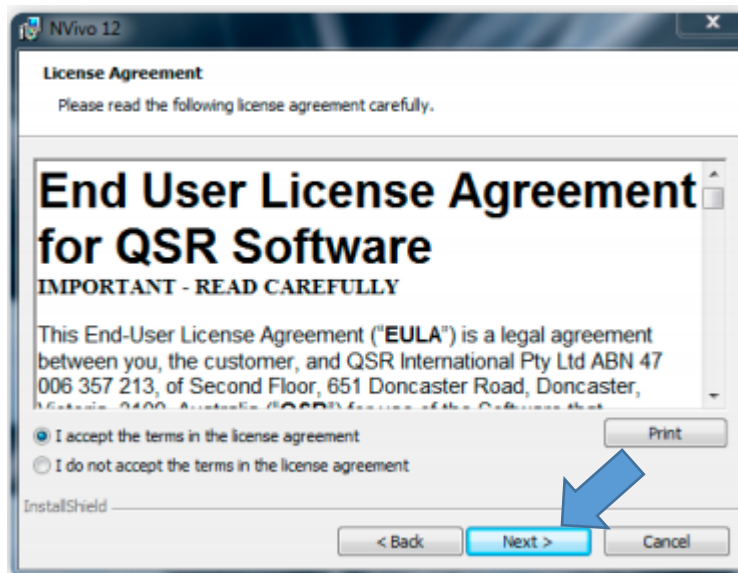 NVivo 12
x
License Agreement
Please read the following license agreement carefully.
End User License Agreement
for QSR Software
IMPORTANT - READ CAREFULLY
This End-User License Agreement ("EULA") is a legal agreement
between you, the customer, and QSR International Pty Ltd ABN 47
006 357 213, of Second Floor, 651 Doncaster Road, Doncaster,
I accept the terms in the license agreement
Print
I do not accept the terms in the license agreement
InstallShield
< Back
Next >
Cancel